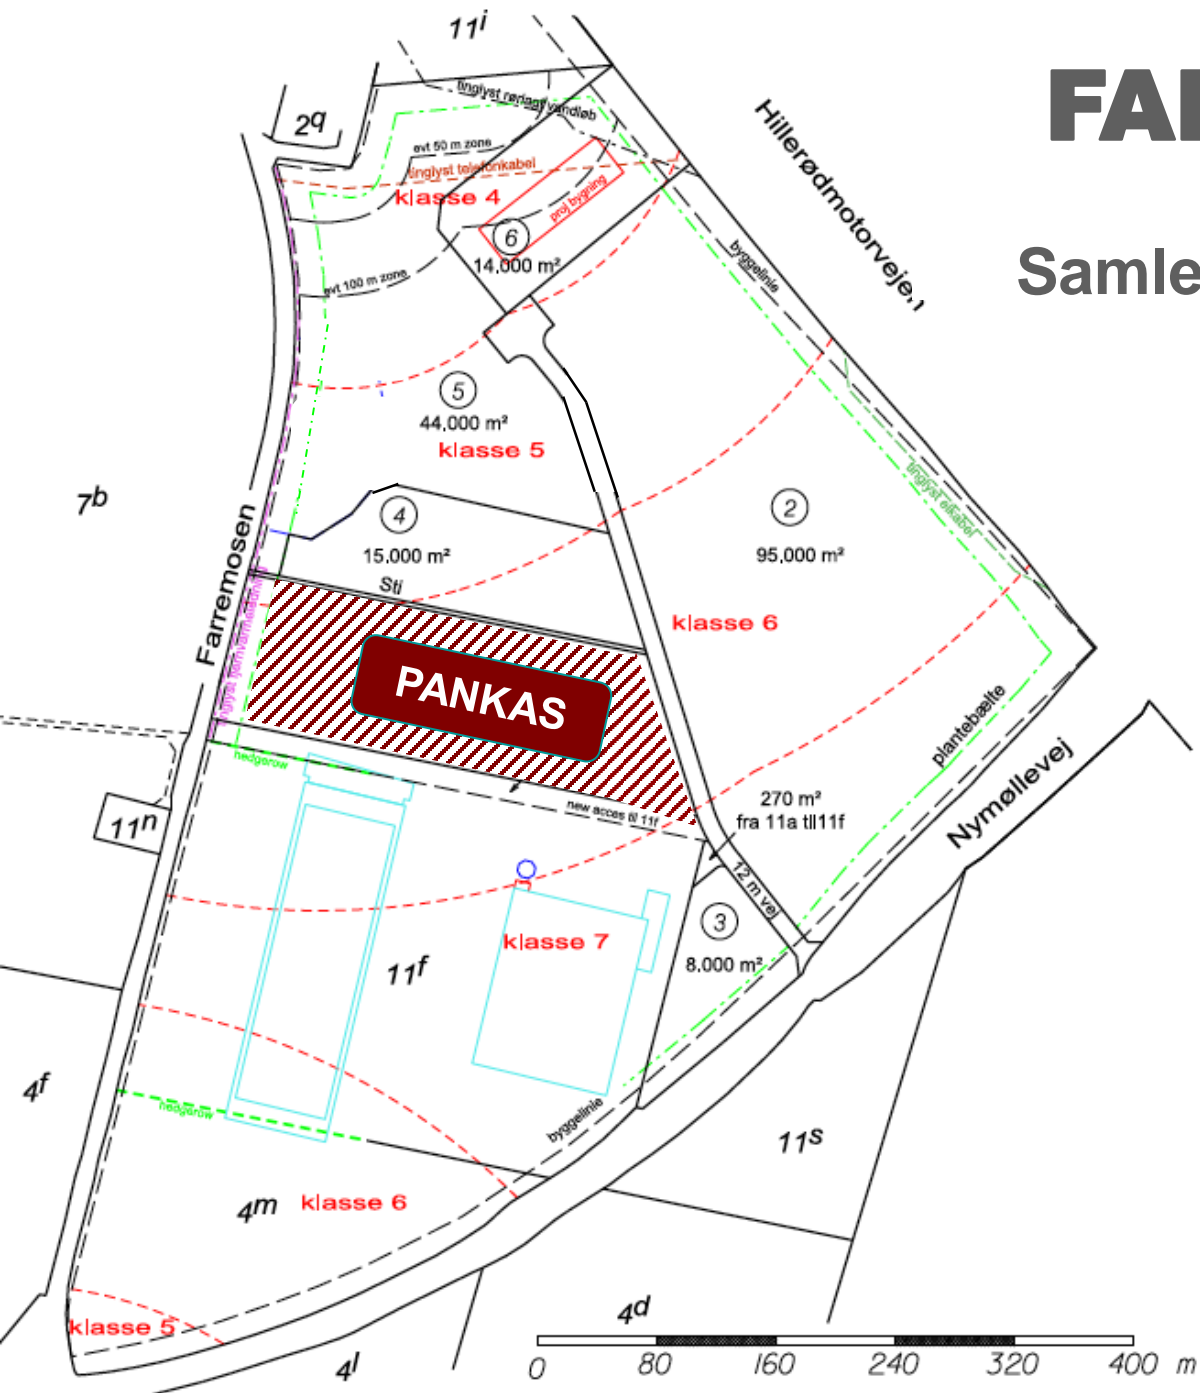 11i
2q
tinglyst rørlagt vandløb
evt 50 m zone
tinglyst telefonkabel
klasse 4
proj bygning
6
14.000 m²
evt 100 m zone
Hillerødmotorvejen
FAR
Samle
byggelinie
5
44,000 m²
klasse 5
7b
4
15.000 m²
Sti
2
95,000 m²
tinglyst elkabel
Farremosen
tinglyst fjernvarmeledning
klasse 6
PANKAS
plantebælte
Nymøllevej
hedgerow
new acces til 11f
270 m²
fra 11a til11f
11n
12 m vej
3
8.000 m²
klasse 7
11f
4f
hedgerow
byggelinie
11s
4m
klasse 6
klasse 5
4l
4d
0 80 160 240 320 400 m